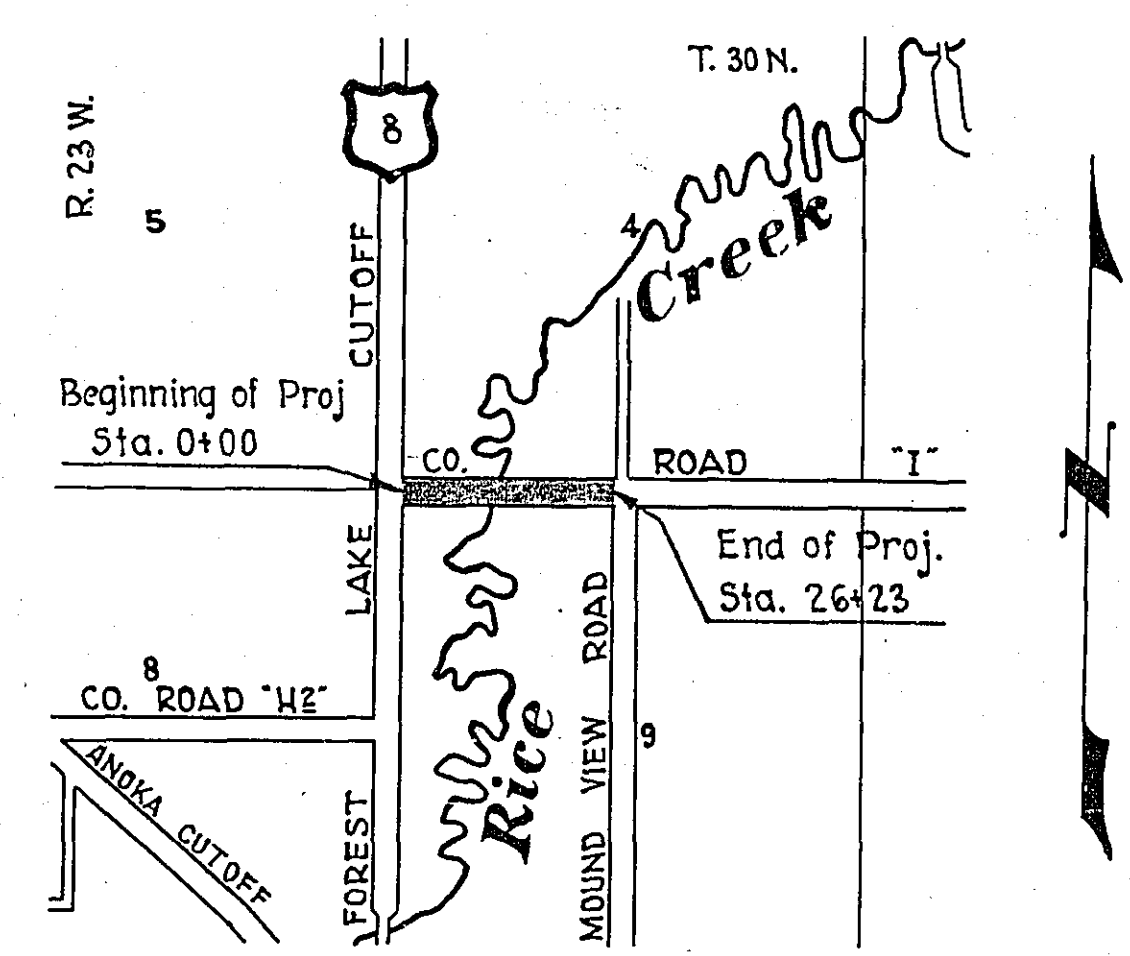 T. 30 N.
R. 23 W.
8
5
4
Creek
CUTOFF
Beginning of Proj
Sta. 0+00
CO. ROAD "I"
End of Proj.
Sta. 26+23
LAKE
8
CO. ROAD "H2"
9
ANOKA CUTOFF
Rice
FOREST
MOUND VIEW ROAD
N